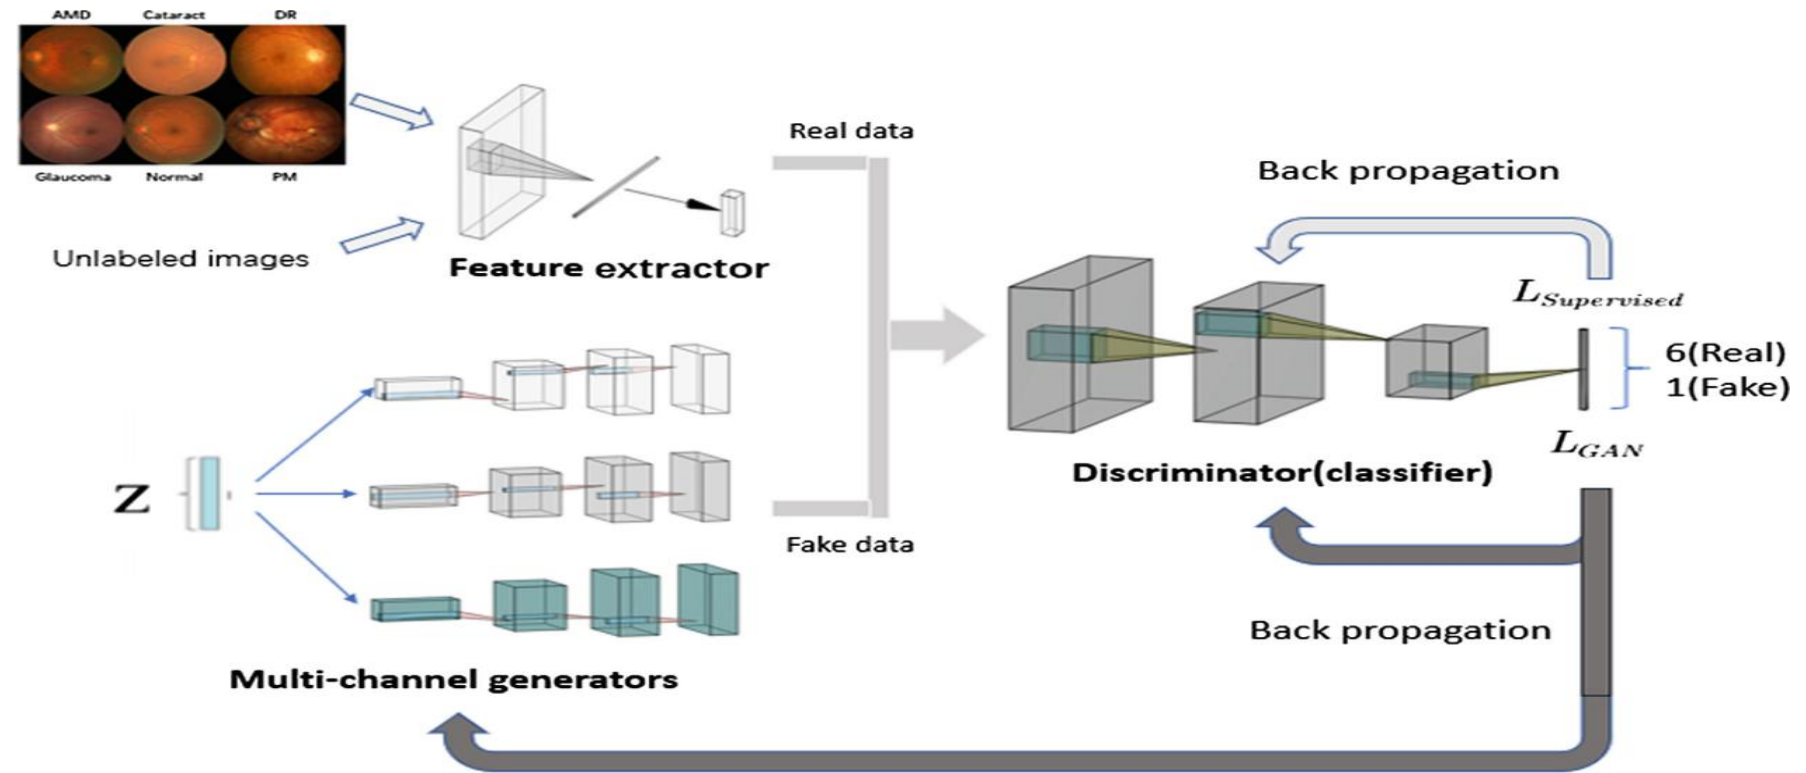 AMD Cataract DR
Glaucoma Normal PM
Unlabeled images
Feature extractor
Real data
Z
Fake data
Multi-channel generators
Back propagation
L_Supervised
6(Real)
1(Fake)
L_GAN
Discriminator(classifier)
Back propagation